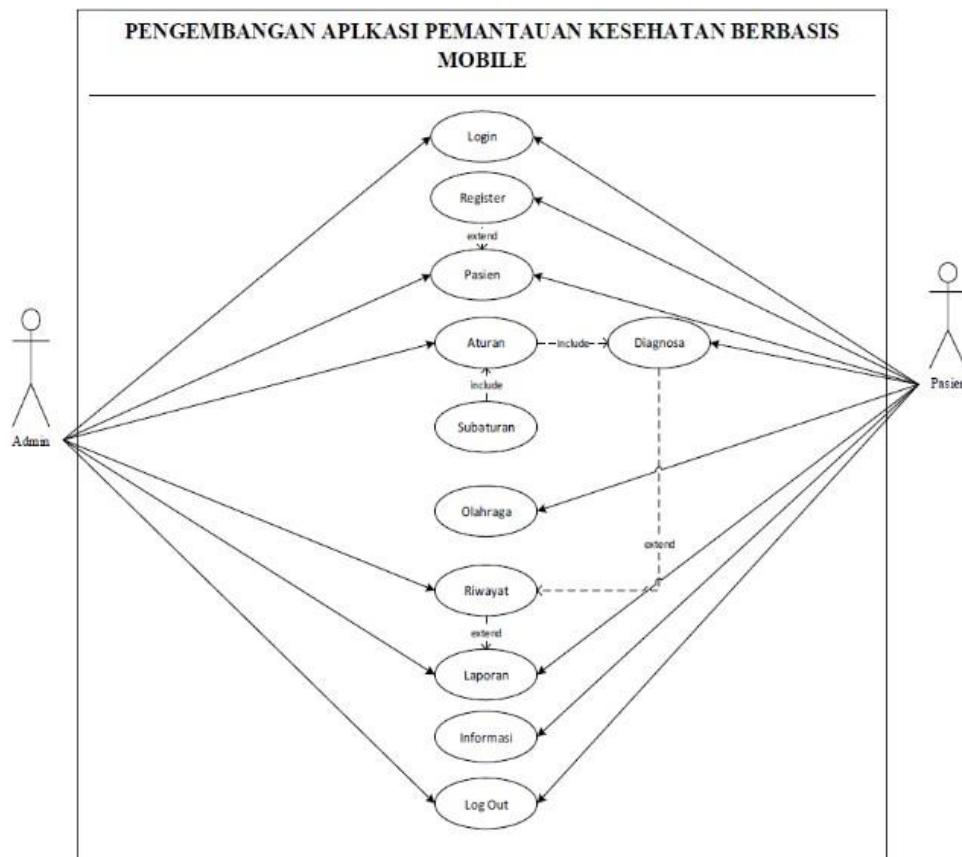 PENGEMBANGAN APLKASI PEMANTAUAN KESEHATAN BERBASIS
MOBILE
Login
Register
extend
Pasien
Aturan
include
Diagnosa
include
Subaturan
Admin
Pasien
Olahraga
extend
Riwayat
extend
Laporan
Informasi
Log Out